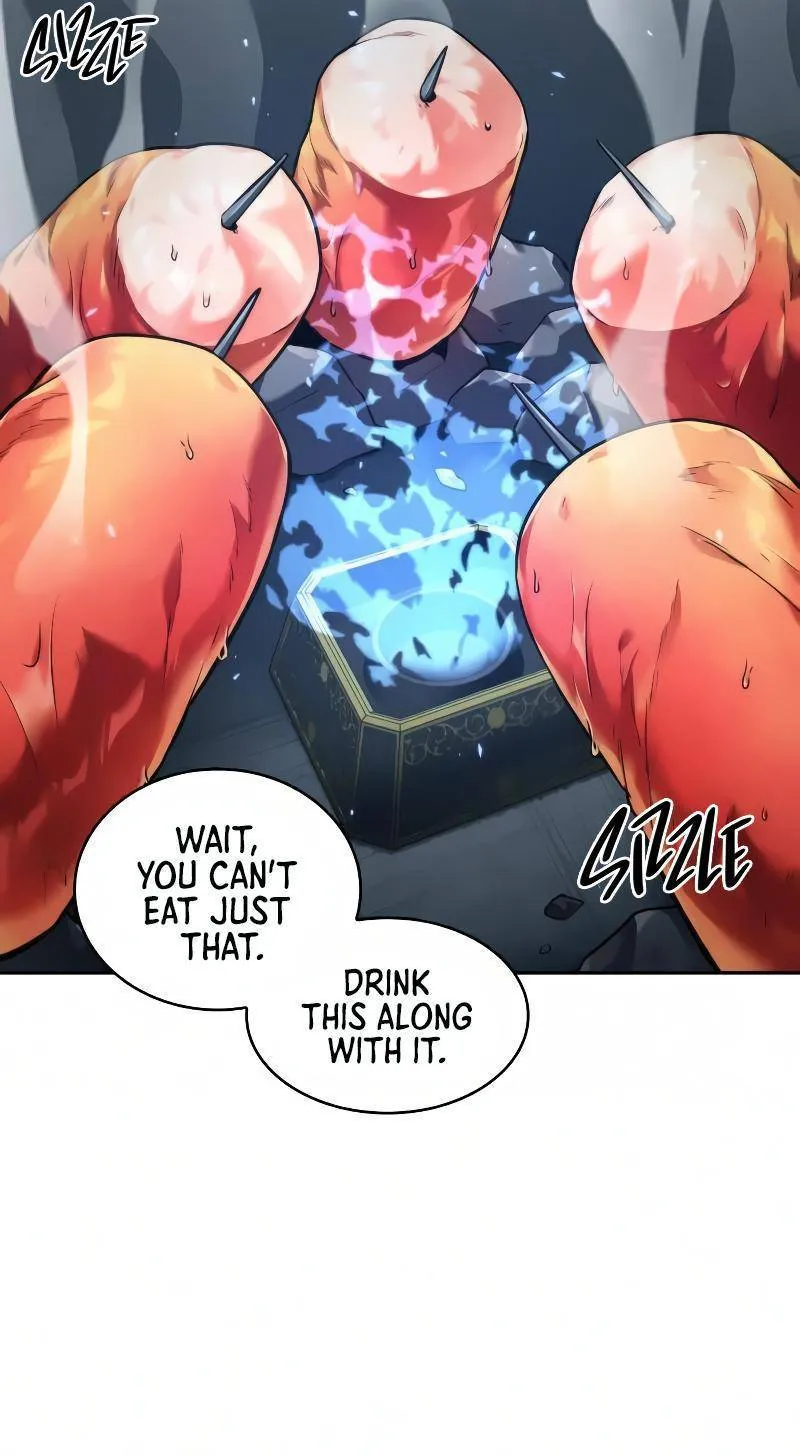 SIZZLE
SIZZLE
WAIT,
YOU CAN'T
EAT JUST
THAT.
DRINK
THIS ALONG
WITH IT.